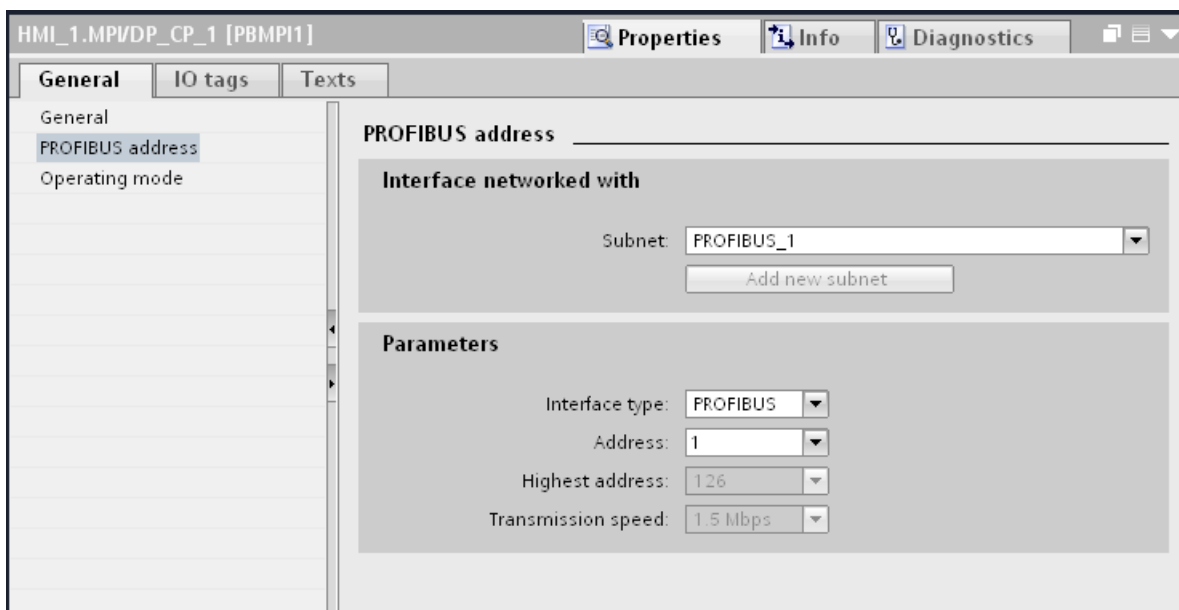 HMI_1.MPI/DP_CP_1 [PBMPI1]
Properties
Info
Diagnostics
General
IO tags
Texts
General
PROFIBUS address
Operating mode
PROFIBUS address
Interface networked with
Subnet: PROFIBUS_1
Add new subnet
Parameters
Interface type: PROFIBUS
Address: 1
Highest address: 126
Transmission speed: 1.5 Mbps